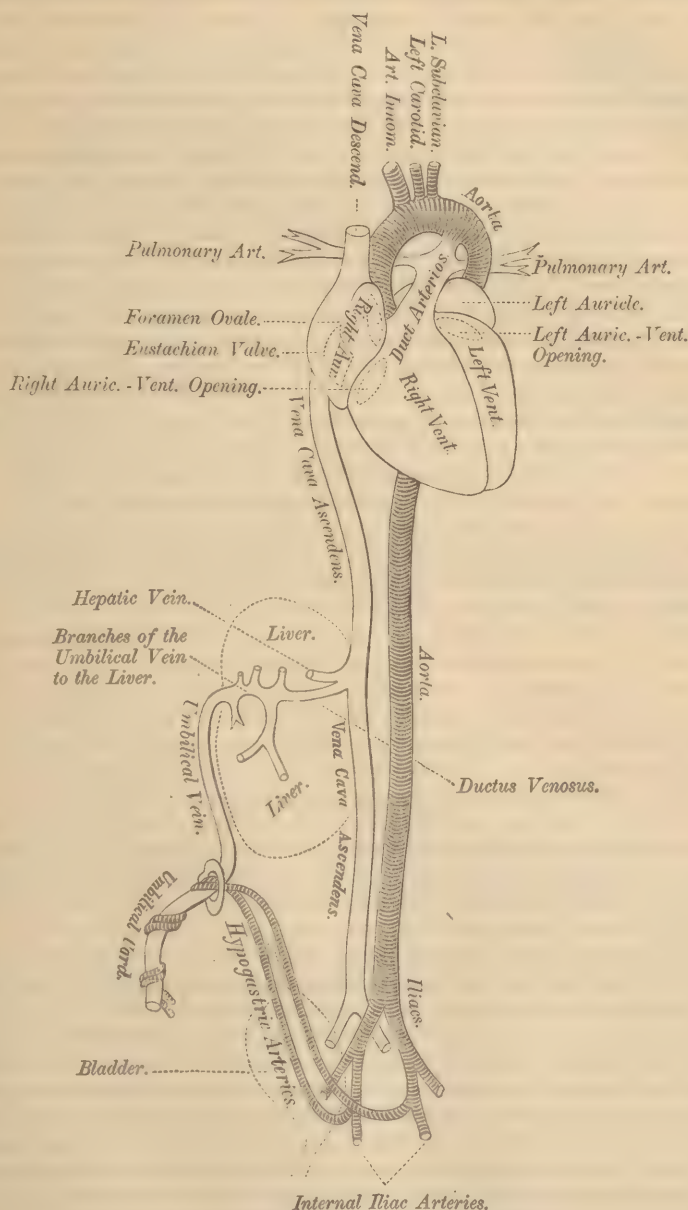 Vena Cava Descend.
Art. Innom.
Left Carotid.
L. Subclavian.
Aorta
Pulmonary Art.
Pulmonary Art.
Foramen Ovale.
Eustachian Valve.
Right Auric. - Vent. Opening.
Right Aur.
Duct Arterios.
Left Auricle.
Left Auric. - Vent.
Opening.
Left Vent.
Right Vent.
Vena Cava Ascendens.
Hepatic Vein.
Liver.
Branches of the
Umbilical Vein
to the Liver.
Aorta.
Umbilical Vein.
Liver.
Vena Cava Ascendens.
Ductus Venosus.
Umbilical Cord.
Hypogastric Arteries.
Iliacs.
Bladder.
Internal Iliac Arteries.